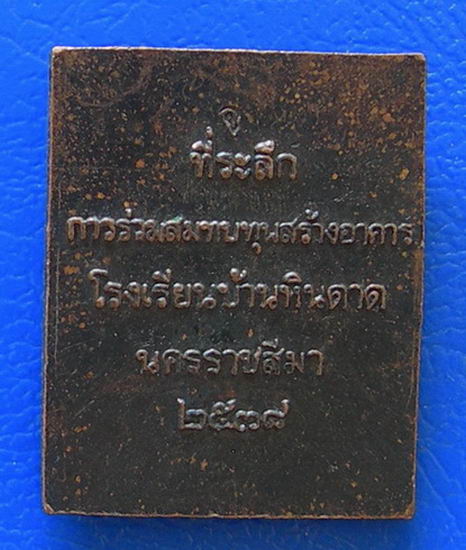 จ
ที่ระลึก
การร่วมสมทบทุนสร้างอาคาร
โรงเรียนบ้านหินดาด
นครราชสีมา
๒๕๓๘